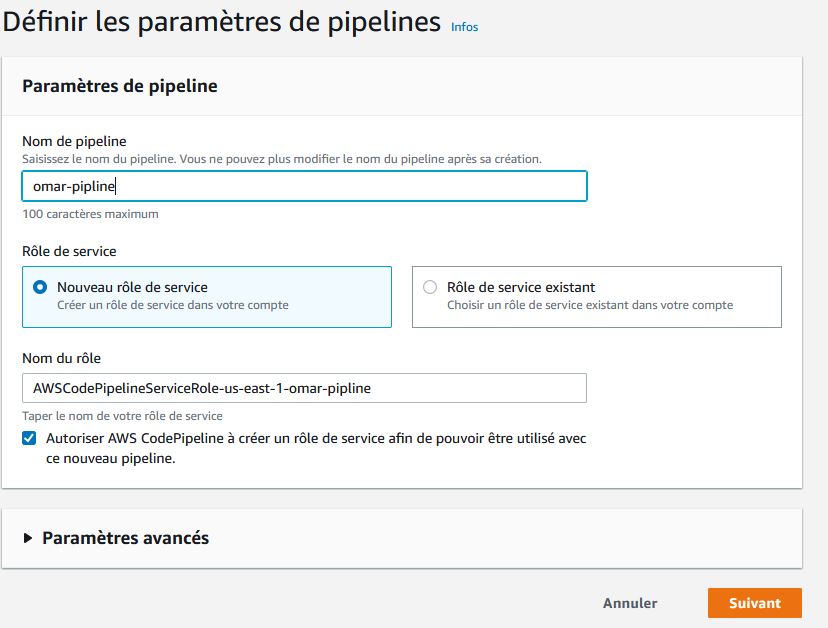 Définir les paramètres de pipelines Infos
Paramètres de pipeline
Nom de pipeline
Saisissez le nom du pipeline. Vous ne pouvez plus modifier le nom du pipeline après sa création.
omar-pipline
100 caractères maximum
Rôle de service
Nouveau rôle de service
Créer un rôle de service dans votre compte
Rôle de service existant
Choisir un rôle de service existant dans votre compte
Nom du rôle
AWSCodePipelineServiceRole-us-east-1-omar-pipline
Taper le nom de votre rôle de service
Autoriser AWS CodePipeline à créer un rôle de service afin de pouvoir être utilisé avec
ce nouveau pipeline.
Paramètres avancés
Annuler
Suivant